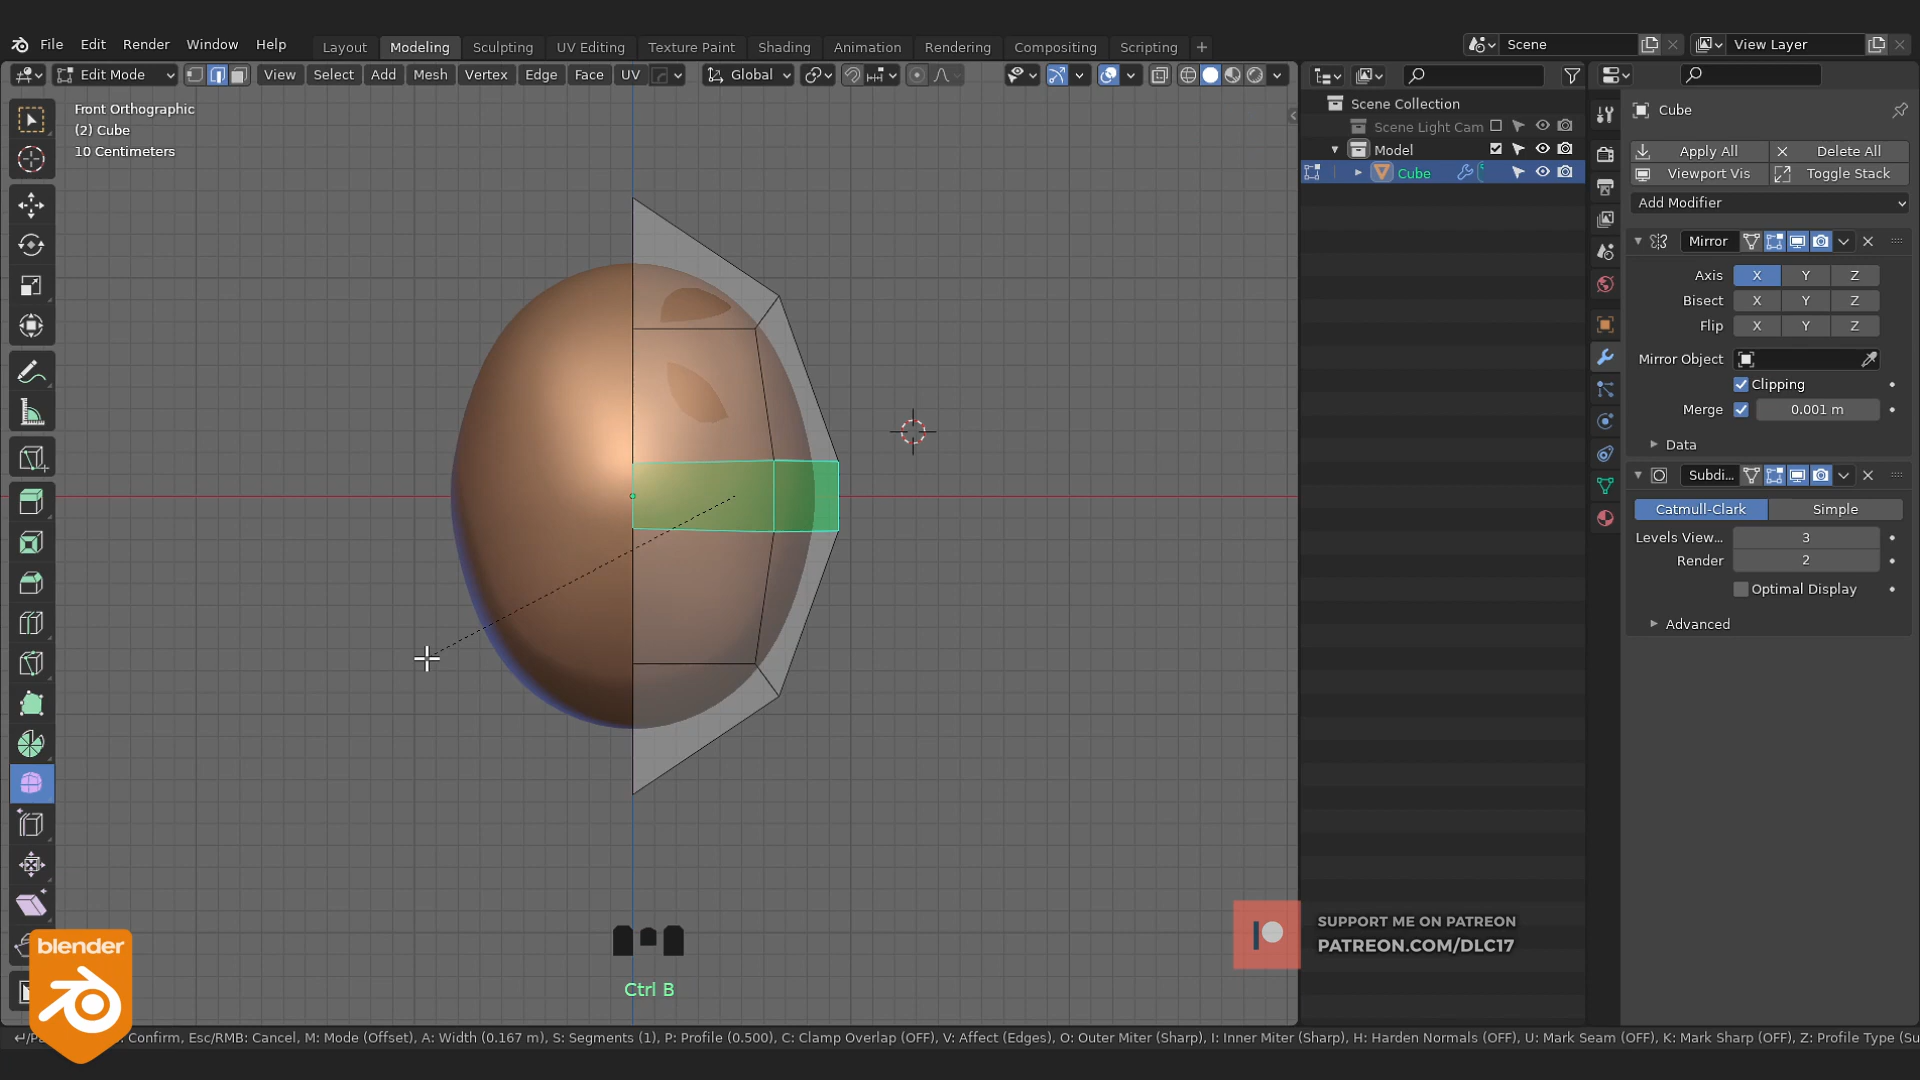 File Edit Render Window Help Layout Modeling Sculpting UV Editing Texture Paint Shading Animation Rendering Compositing Scripting + Scene View Layer
Edit Mode View Select Add Mesh Vertex Edge Face UV Global
Front Orthographic
(2) Cube
10 Centimeters
Scene Collection
Scene Light Cam
Model
Cube
Cube
Apply All Delete All
Viewport Vis Toggle Stack
Add Modifier
Mirror
Axis X Y Z
Bisect X Y Z
Flip X Y Z
Mirror Object
Clipping
Merge 0.001 m
Data
Subdi...
Catmull-Clark Simple
Levels View... 3
Render 2
Optimal Display
Advanced
SUPPORT ME ON PATREON
PATREON.COM/DLC17
blender
Ctrl B
Confirm, Esc/RMB: Cancel, M: Mode (Offset), A: Width (0.167 m), S: Segments (1), P: Profile (0.500), C: Clamp Overlap (OFF), V: Affect (Edges), O: Outer Miter (Sharp), I: Inner Miter (Sharp), H: Harden Normals (OFF), U: Mark Seam (OFF), K: Mark Sharp (OFF), Z: Profile Type (Su